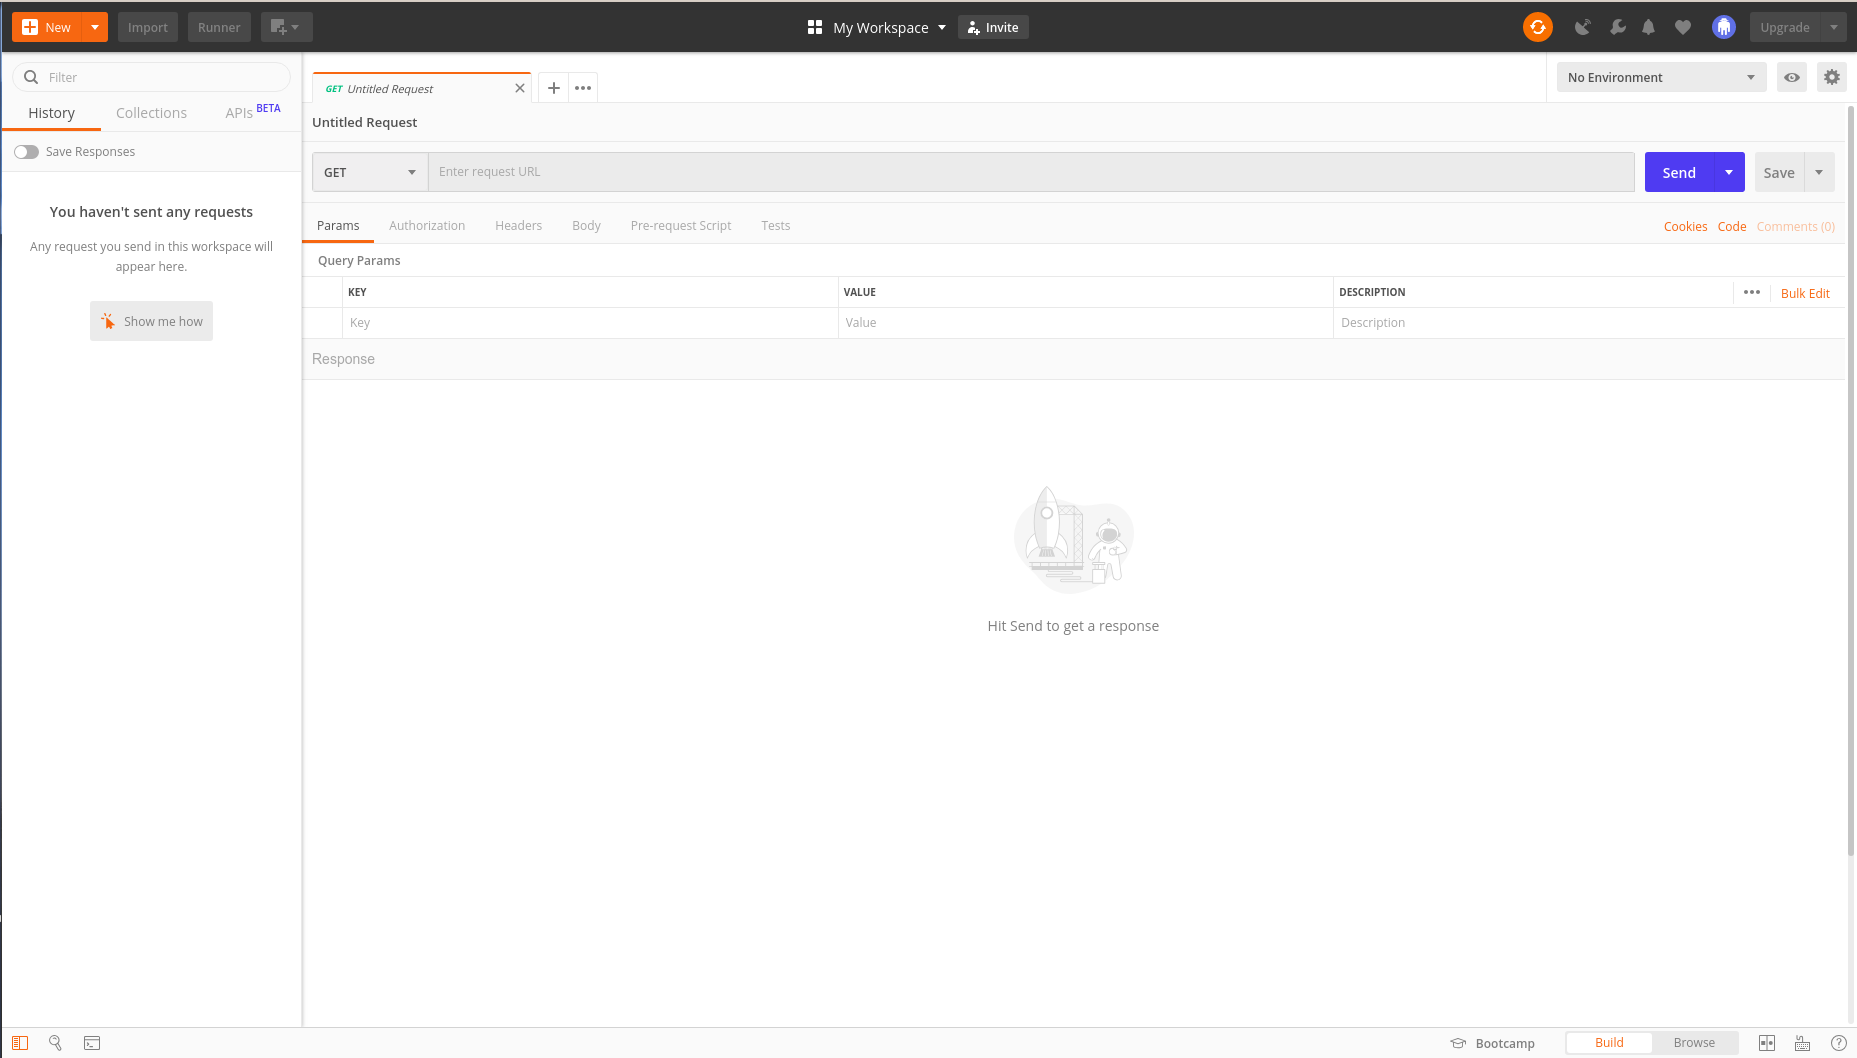 New
Import
Runner
My Workspace
Invite
Upgrade
Filter
History
Collections
APIs BETA
Save Responses
You haven't sent any requests
Any request you send in this workspace will
appear here.
Show me how
GET Untitled Request
No Environment
Untitled Request
GET
Enter request URL
Send
Save
Params
Authorization
Headers
Body
Pre-request Script
Tests
Cookies
Code
Comments (0)
Query Params
KEY
VALUE
DESCRIPTION
Bulk Edit
Key
Value
Description
Response
Hit Send to get a response
Bootcamp
Build
Browse